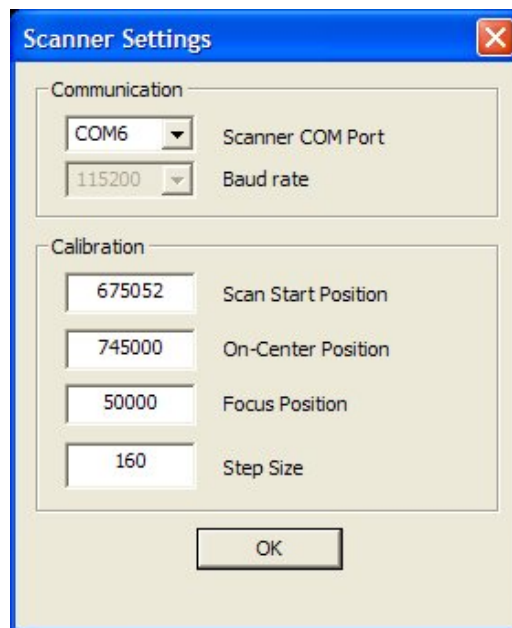 Scanner Settings
Communication
COM6 Scanner COM Port
115200 Baud rate
Calibration
675052 Scan Start Position
745000 On-Center Position
50000 Focus Position
160 Step Size
OK